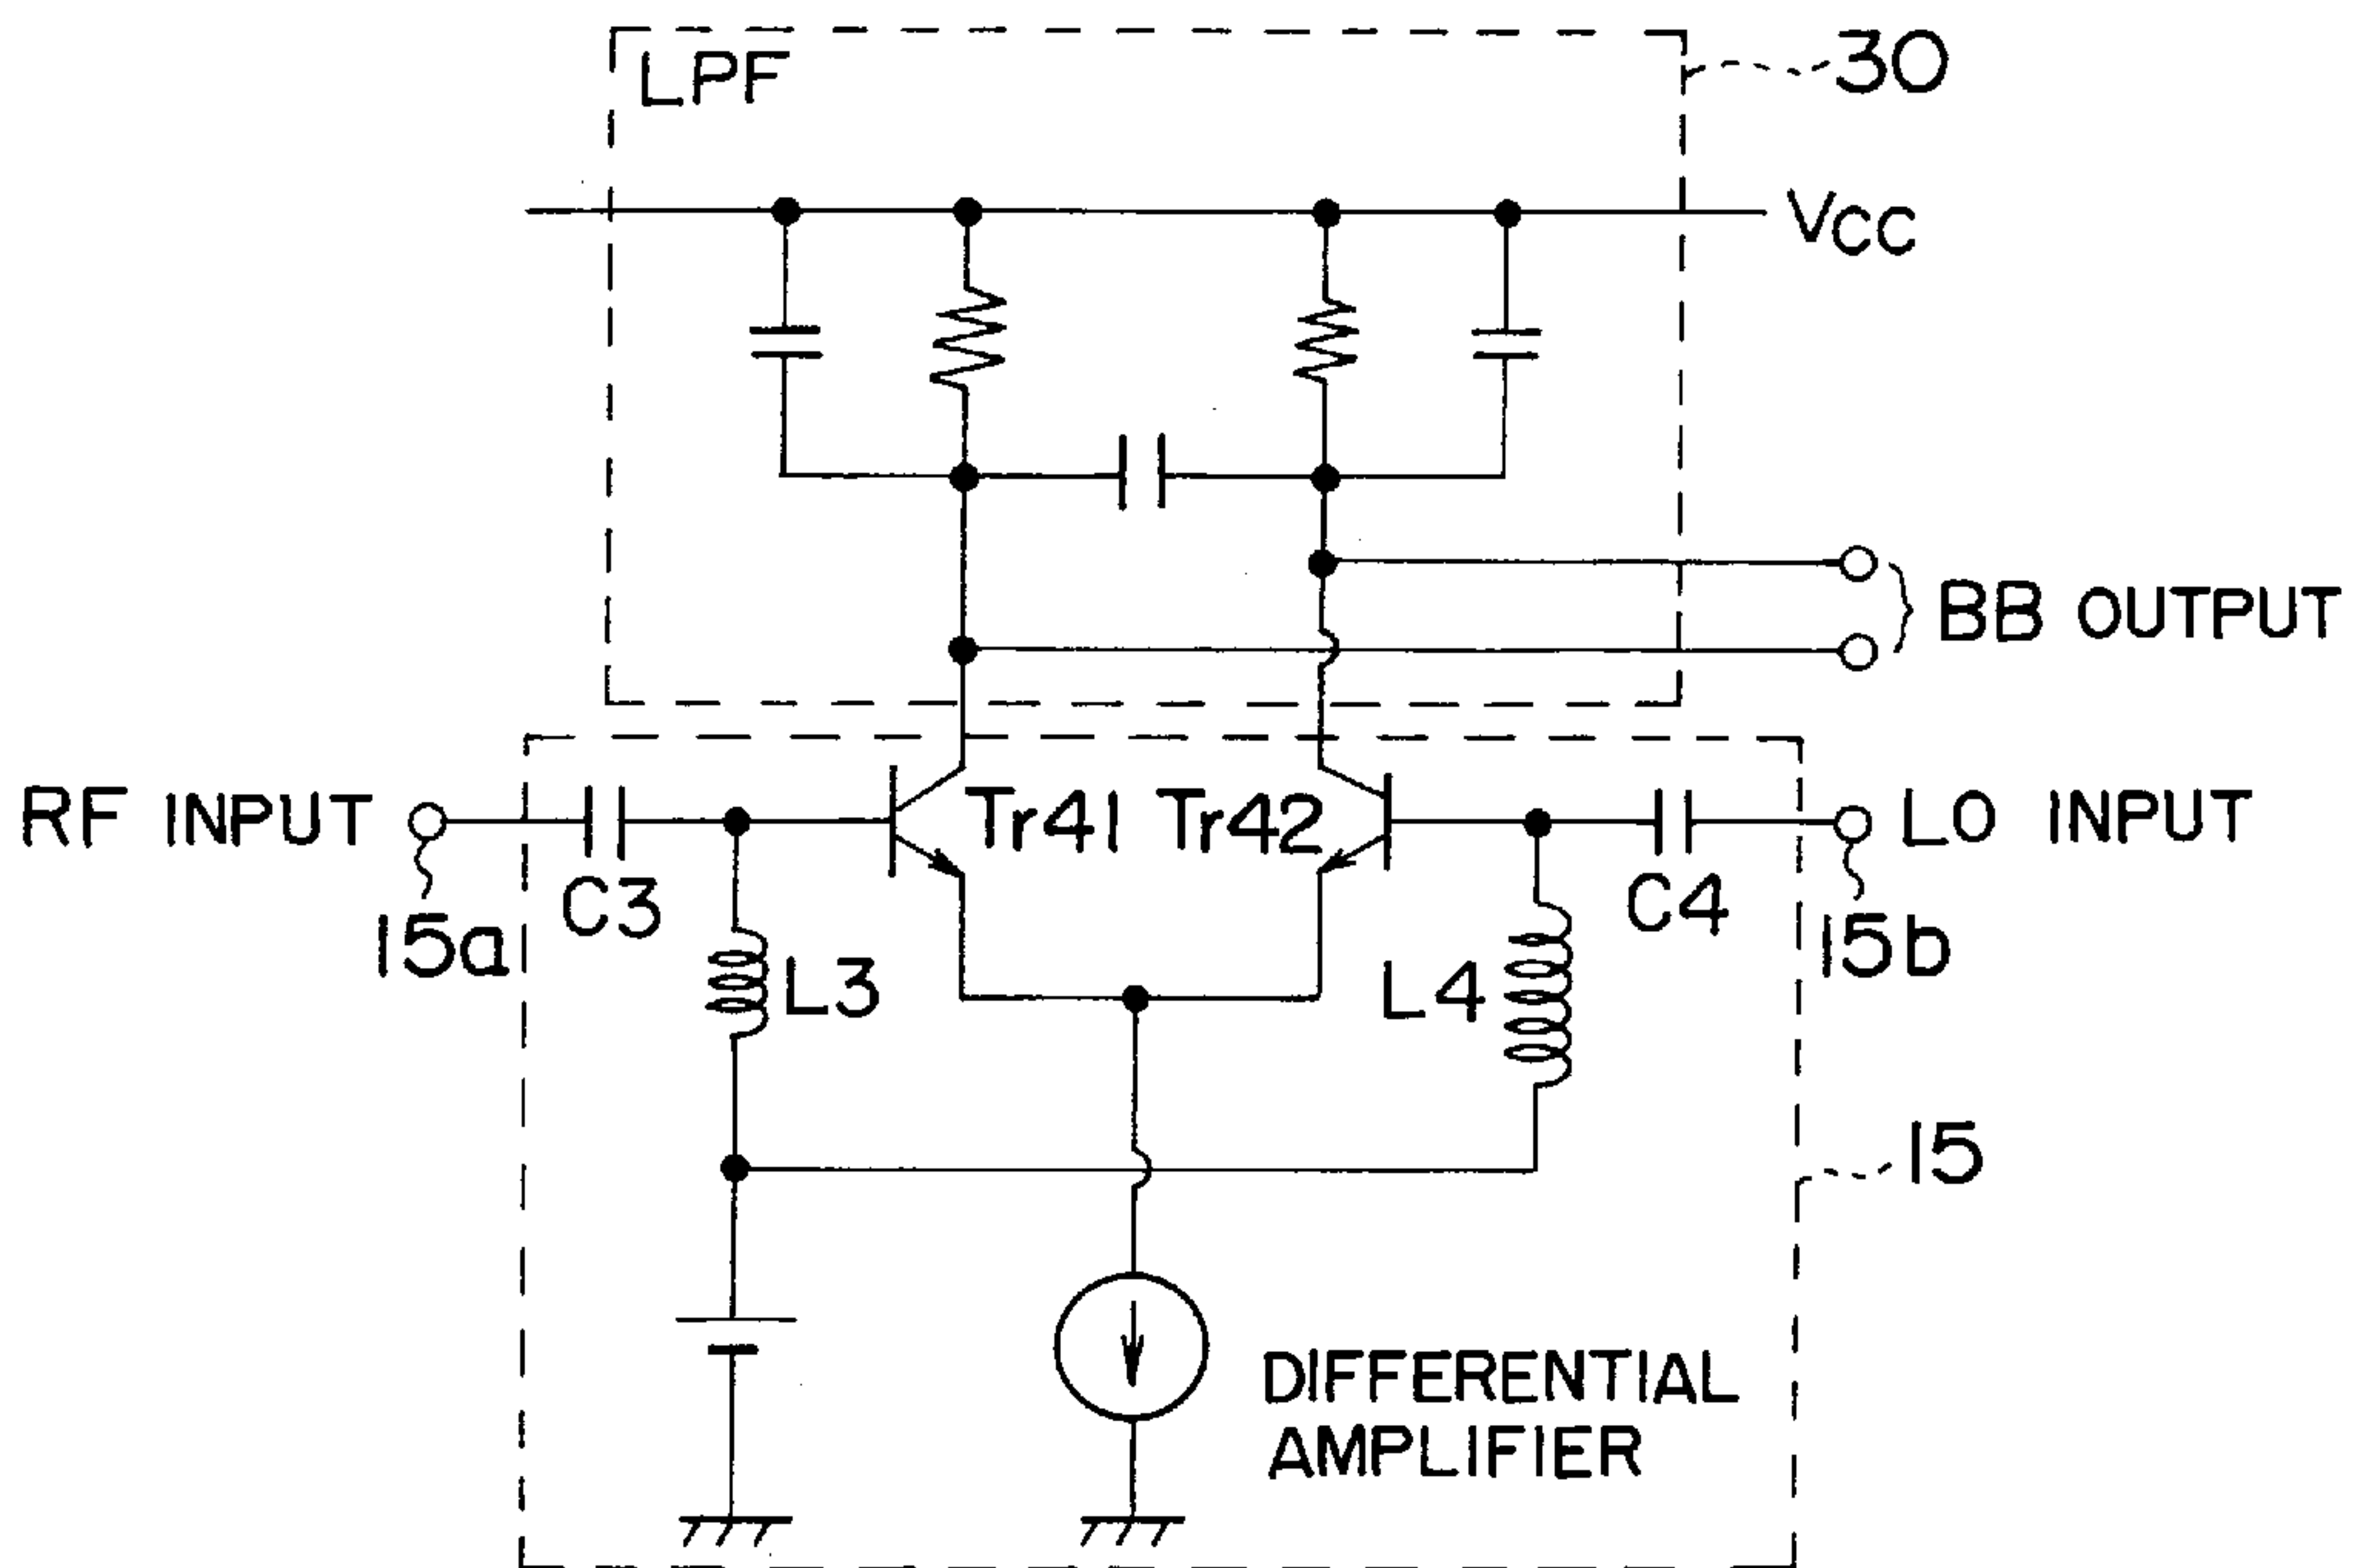 LPF
30
VCC
BB OUTPUT
RF INPUT
Tr41
Tr42
LO INPUT
C3
C4
15a
15b
L3
L4
15
DIFFERENTIAL
AMPLIFIER